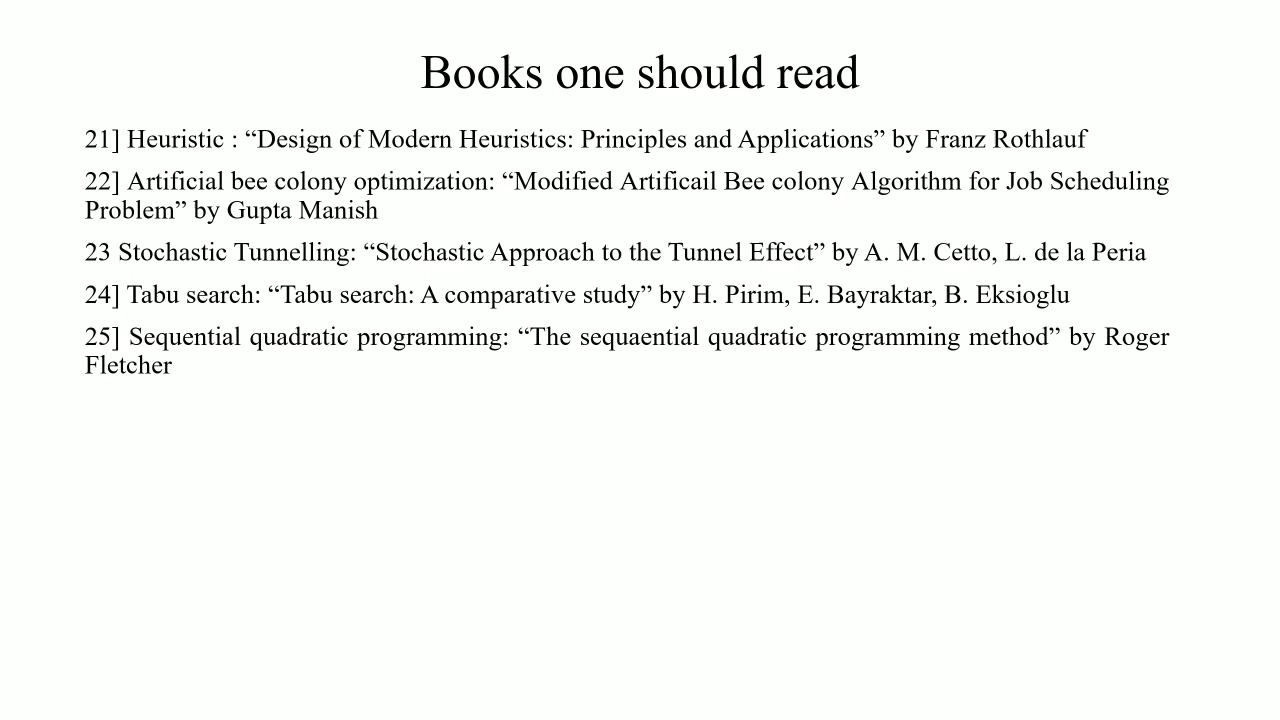 Books one should read
21] Heuristic : “Design of Modern Heuristics: Principles and Applications” by Franz Rothlauf
22] Artificial bee colony optimization: “Modified Artificail Bee colony Algorithm for Job Scheduling
Problem” by Gupta Manish
23 Stochastic Tunnelling: “Stochastic Approach to the Tunnel Effect” by A. M. Cetto, L. de la Peria
24] Tabu search: “Tabu search: A comparative study” by H. Pirim, E. Bayraktar, B. Eksioglu
25] Sequential quadratic programming: “The sequaential quadratic programming method” by Roger
Fletcher